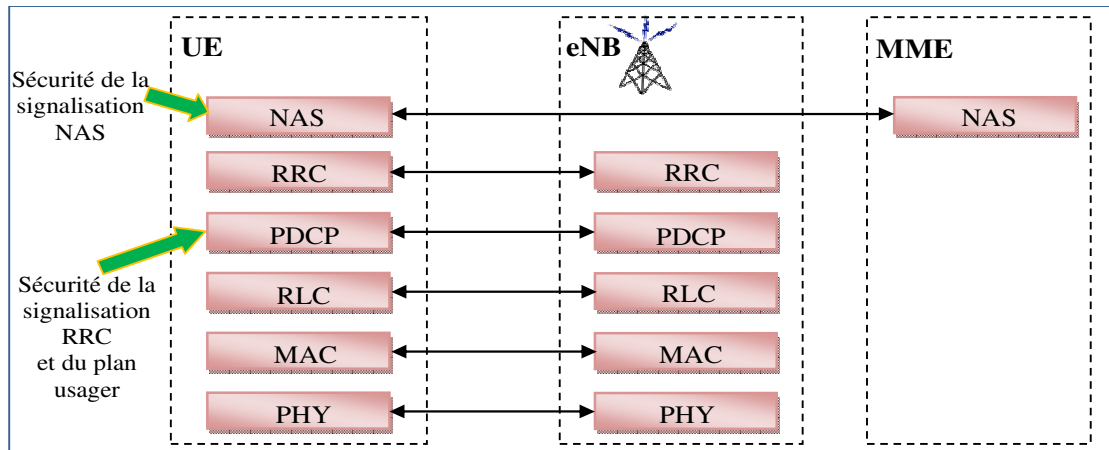 UE
eNB
MME
Sécurité de la
signalisation
NAS
NAS
NAS
RRC
RRC
PDCP
PDCP
Sécurité de la
signalisation
RRC
et du plan
usager
RLC
RLC
MAC
MAC
PHY
PHY